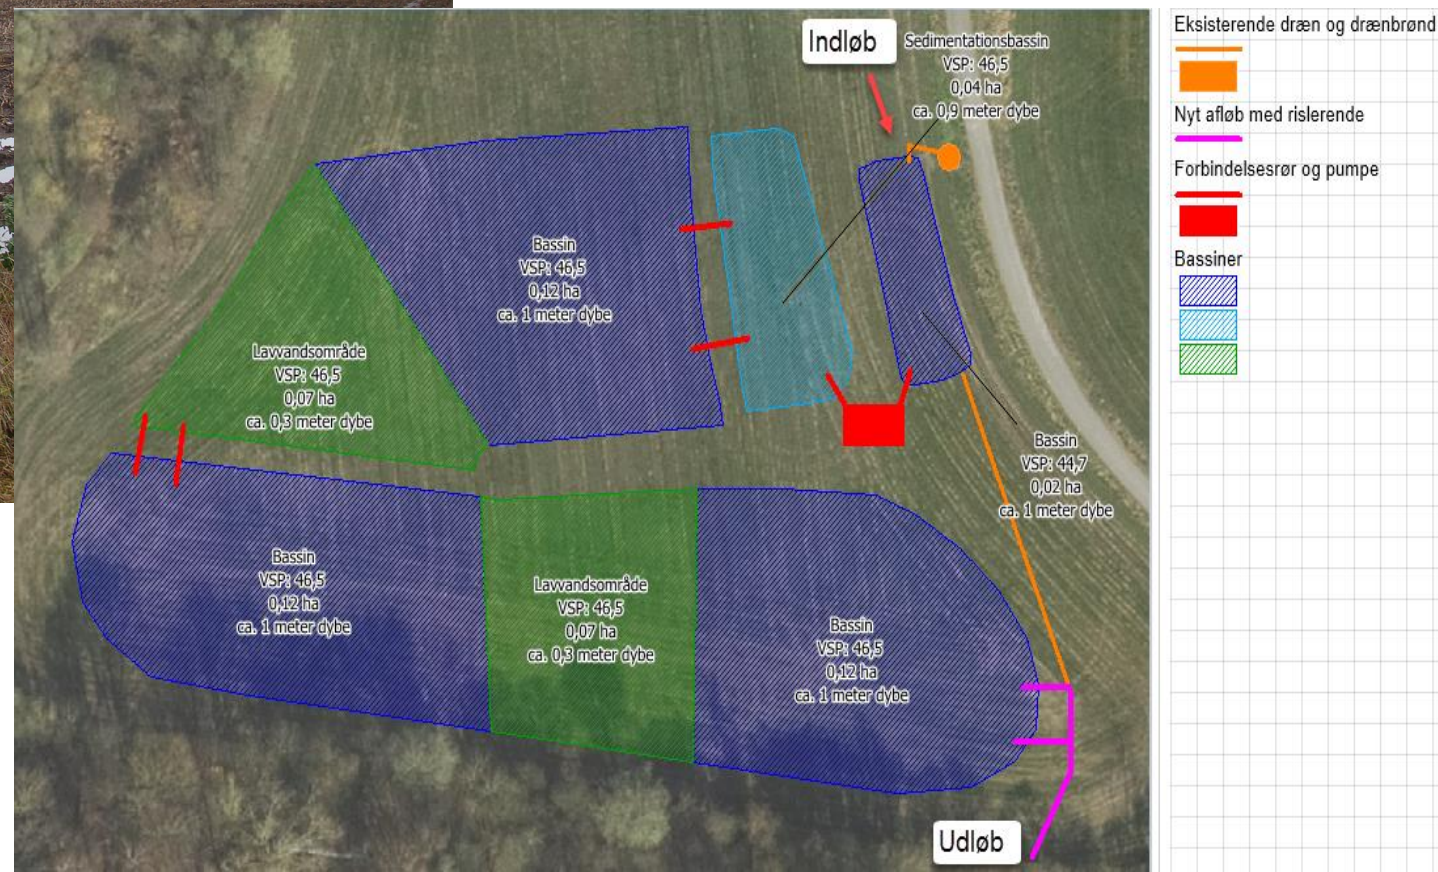 Indløb
Sedimentationsbassin
VSP: 46,5
0,04 ha
ca. 0,9 meter dybe
Bassin
VSP: 46,5
0,12 ha
ca. 1 meter dybe
Lavvandsområde
VSP: 46,5
0,07 ha
ca. 0,3 meter dybe
Bassin
VSP: 44,7
0,02 ha
ca. 1 meter dybe
Bassin
VSP: 46,5
0,12 ha
ca. 1 meter dybe
Lavvandsområde
VSP: 46,5
0,07 ha
ca. 0,3 meter dybe
Bassin
VSP: 46,5
0,12 ha
ca. 1 meter dybe
Udløb
Eksisterende dræn og drænbrønd
Nyt afløb med rislerende
Forbindelsesrør og pumpe
Bassiner